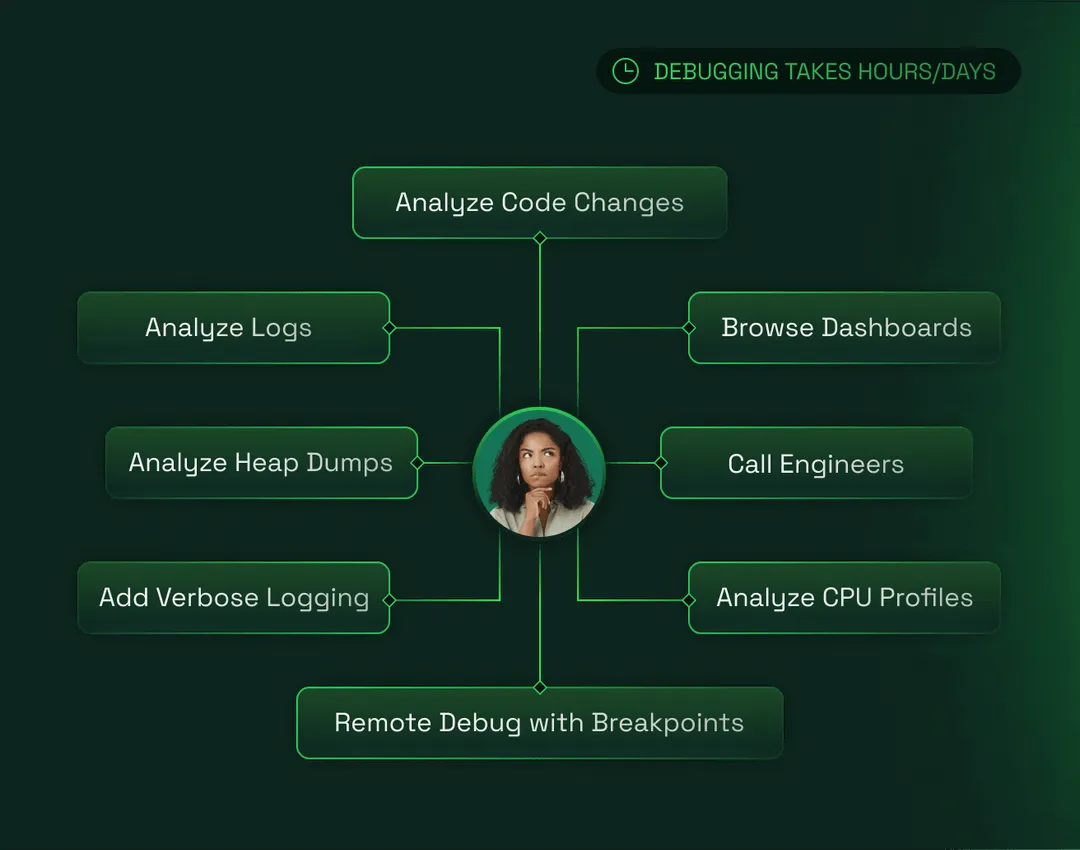 DEBUGGING TAKES HOURS/DAYS
Analyze Code Changes
Analyze Logs
Browse Dashboards
Analyze Heap Dumps
Call Engineers
Add Verbose Logging
Analyze CPU Profiles
Remote Debug with Breakpoints